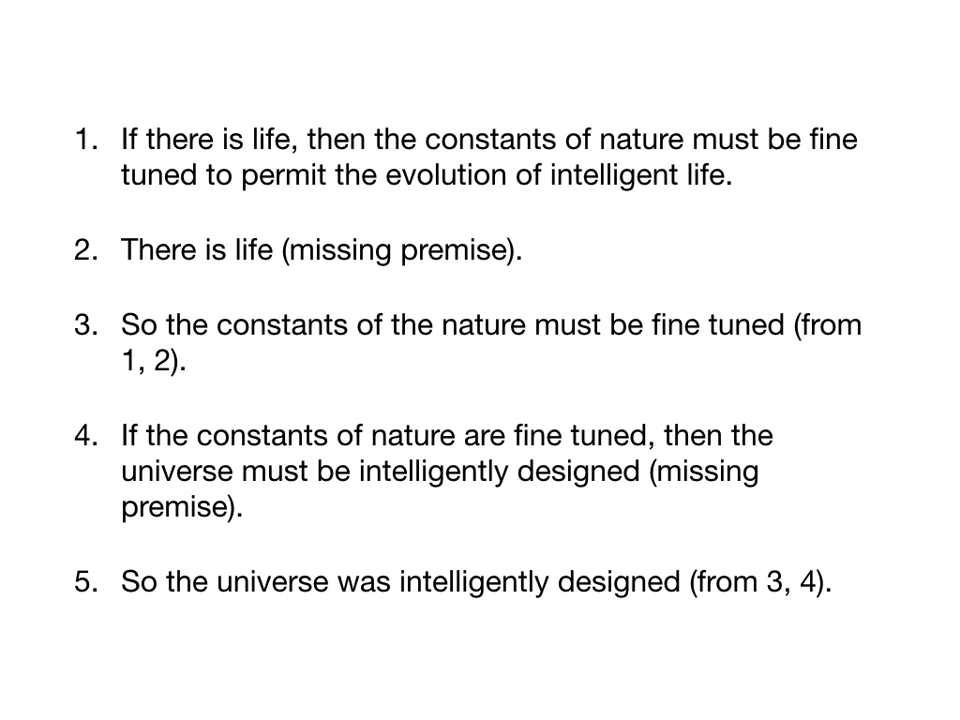 1. If there is life, then the constants of nature must be fine
tuned to permit the evolution of intelligent life.
2. There is life (missing premise).
3. So the constants of the nature must be fine tuned (from
1, 2).
4. If the constants of nature are fine tuned, then the
universe must be intelligently designed (missing
premise).
5. So the universe was intelligently designed (from 3, 4).